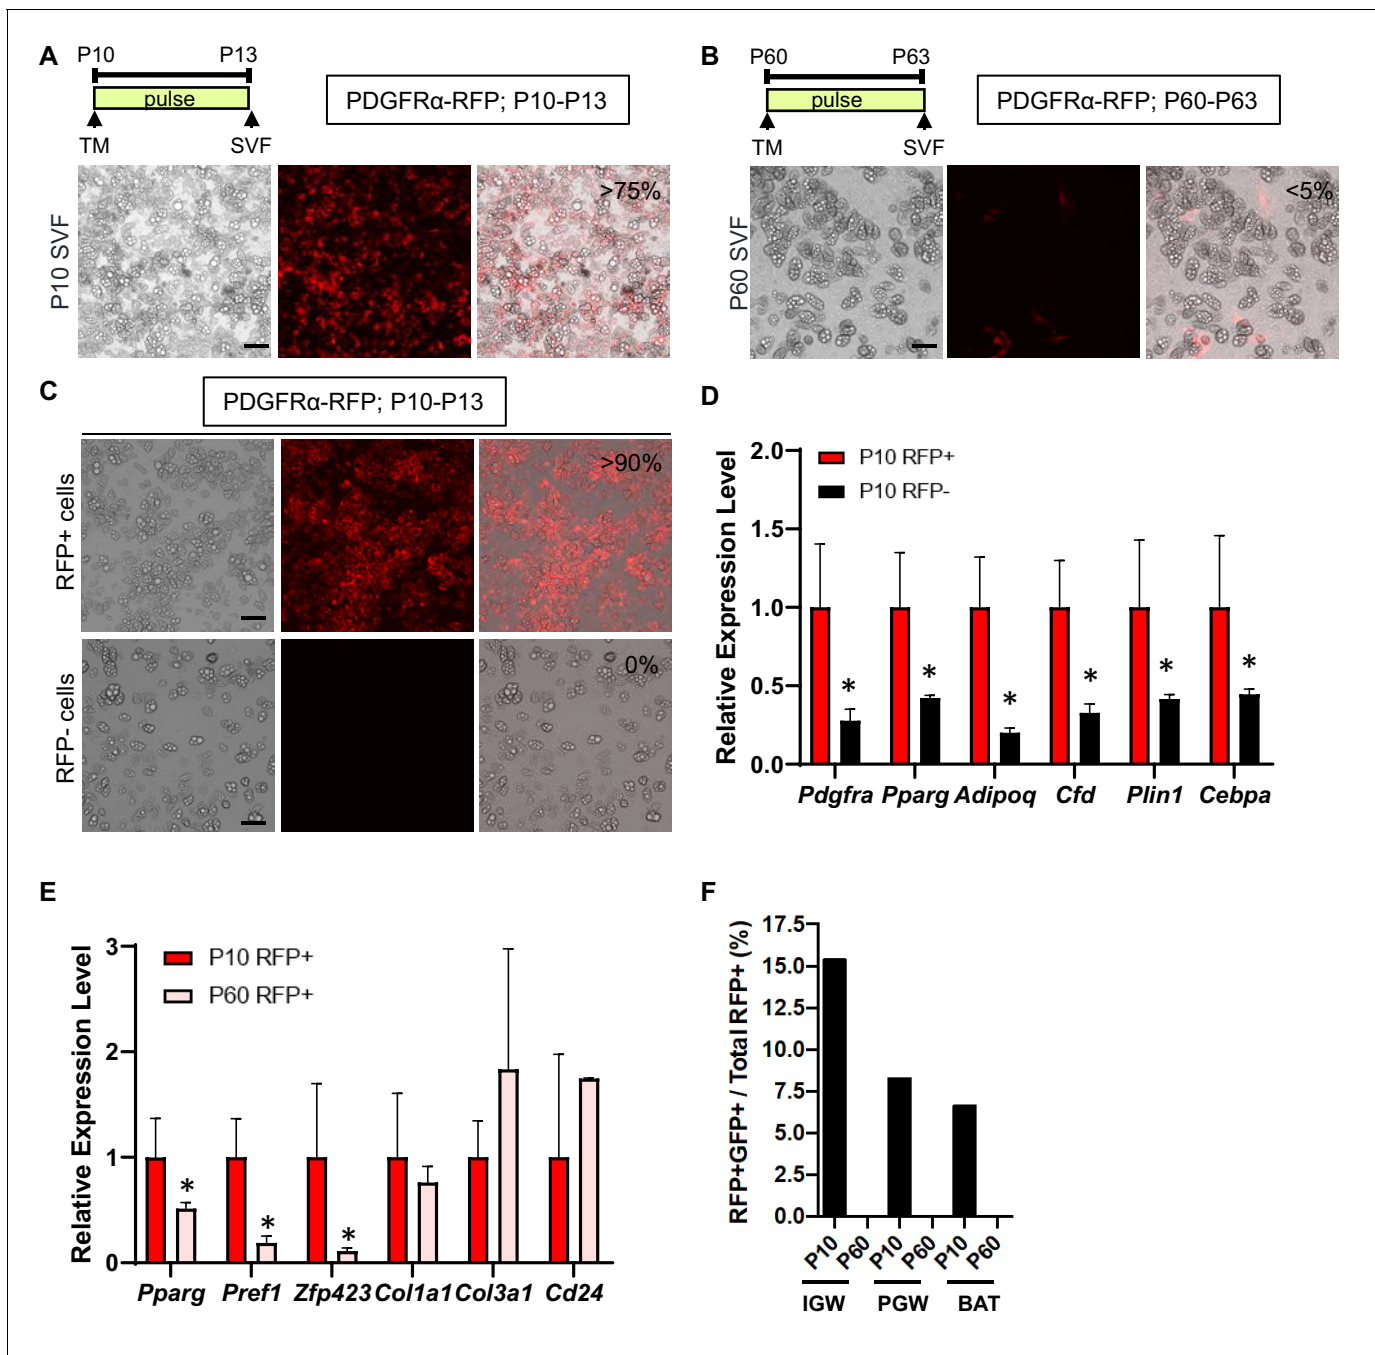 A
P10 P13
pulse
TM SVF
PDGFRα-RFP; P10-P13
P10 SVF
>75%
B
P60 P63
pulse
TM SVF
PDGFRα-RFP; P60-P63
P60 SVF
<5%
C
PDGFRα-RFP; P10-P13
RFP+ cells
>90%
RFP- cells
0%
D
Relative Expression Level
2.0
1.5
1.0
0.5
0.0
P10 RFP+
P10 RFP-
* * * * * *
Pdgfra Pparg Adipoq Cfd Plin1 Cebpa
E
Relative Expression Level
3
2
1
0
P10 RFP+
P60 RFP+
* * *
Pparg Pref1 Zfp423 Col1a1 Col3a1 Cd24
F
RFP+GFP+ / Total RFP+ (%)
17.5
15.0
12.5
10.0
7.5
5.0
2.5
0.0
P10 P60 P10 P60 P10 P60
IGW PGW BAT